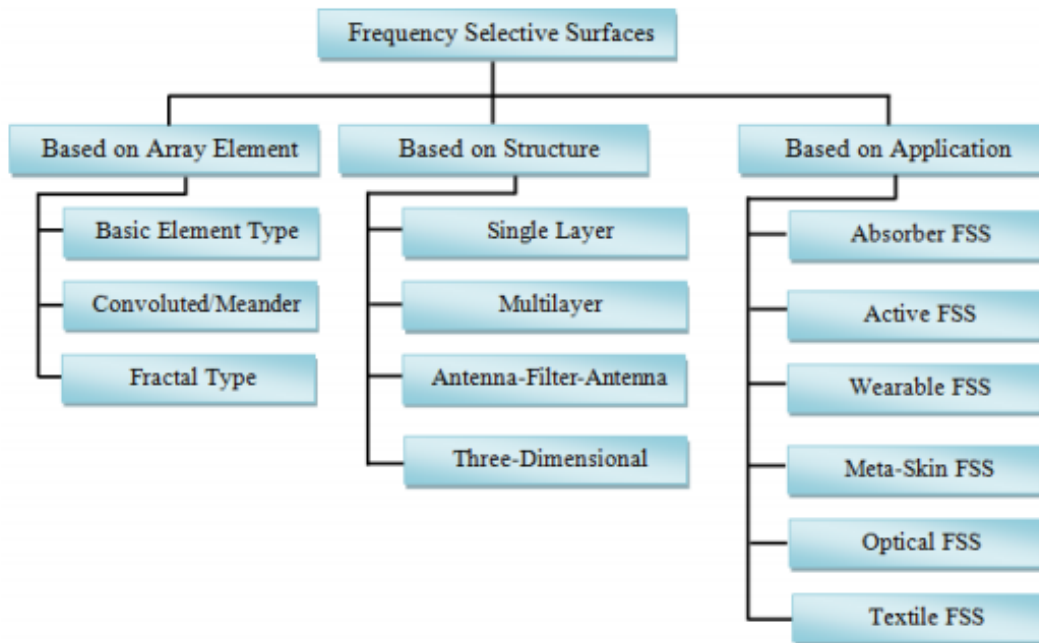 Frequency Selective Surfaces
Based on Array Element
Basic Element Type
Convoluted/Meander
Fractal Type
Based on Structure
Single Layer
Multilayer
Antenna-Filter-Antenna
Three-Dimensional
Based on Application
Absorber FSS
Active FSS
Wearable FSS
Meta-Skin FSS
Optical FSS
Textile FSS